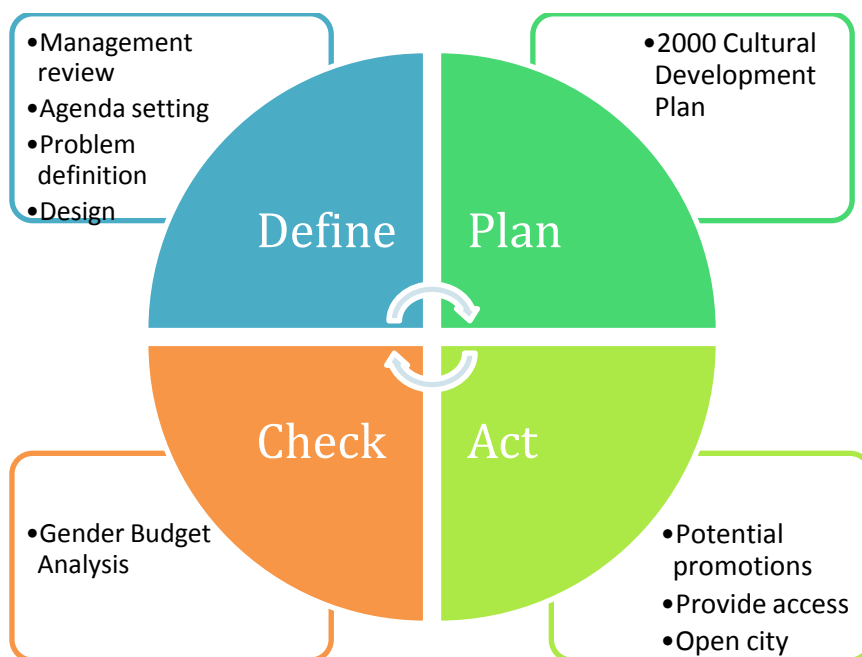 •Management
review
•Agenda setting
•Problem
definition
•Design
•2000 Cultural
Development
Plan
Define
Plan
Check
Act
•Gender Budget
Analysis
•Potential
promotions
•Provide access
•Open city